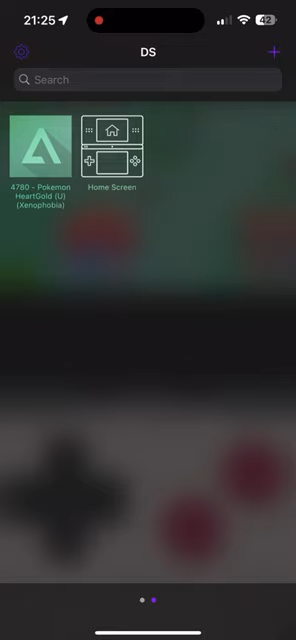 21:25
42
DS
Search
4780 - Pokemon
HeartGold (U)
(Xenophobia)
Home Screen